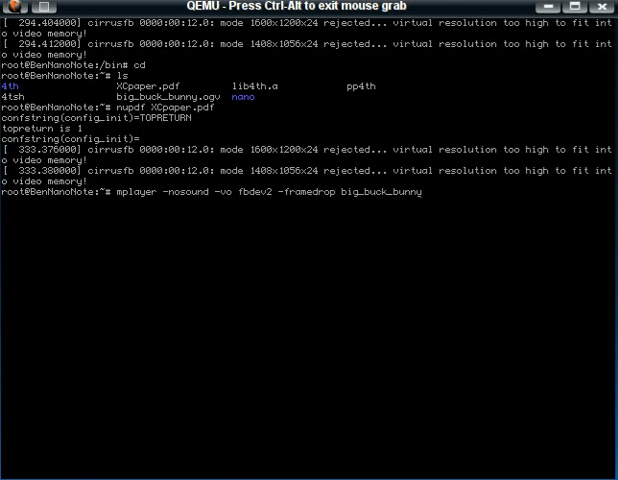 QEMU - Press Ctrl-Alt to exit mouse grab
[  294.404000] cirrusfb 0000:00:12.0: mode 1600x1200x24 rejected... virtual resolution too high to fit int
o video memory!
[  294.412000] cirrusfb 0000:00:12.0: mode 1408x1056x24 rejected... virtual resolution too high to fit int
o video memory!
root@BenNanoNote:/bin# cd
root@BenNanoNote:~# ls
4th XCpaper.pdf lib4th.a pp4th
4tsh big_buck_bunny.ogv nano
root@BenNanoNote:~# nupdf XCpaper.pdf
confstring(config_init)=TOPRETURN
topreturn is 1
confstring(config_init)=
[  333.376000] cirrusfb 0000:00:12.0: mode 1600x1200x24 rejected... virtual resolution too high to fit int
o video memory!
[  333.380000] cirrusfb 0000:00:12.0: mode 1408x1056x24 rejected... virtual resolution too high to fit int
o video memory!
root@BenNanoNote:~# mplayer -nosound -vo fbdev2 -framedrop big_buck_bunny